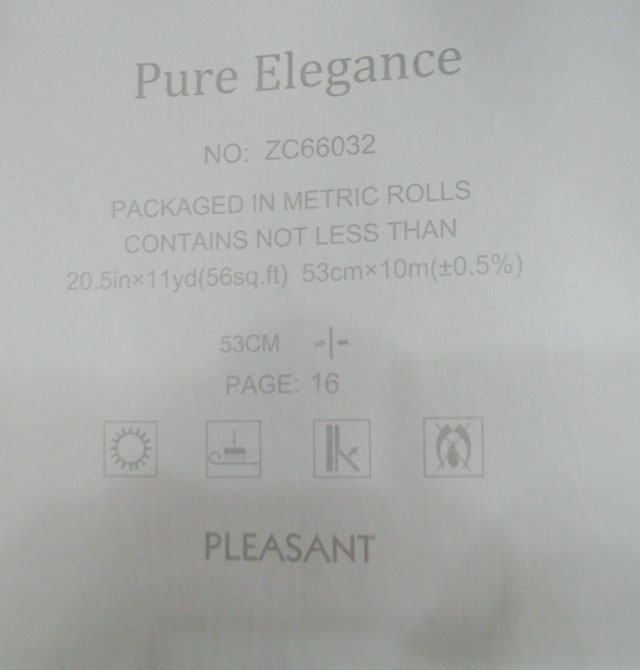 Pure Elegance
NO: ZC66032
PACKAGED IN METRIC ROLLS
CONTAINS NOT LESS THAN
20.5in×11yd(56sq.ft) 53cm×10m(±0.5%)
53CM
PAGE: 16
PLEASANT